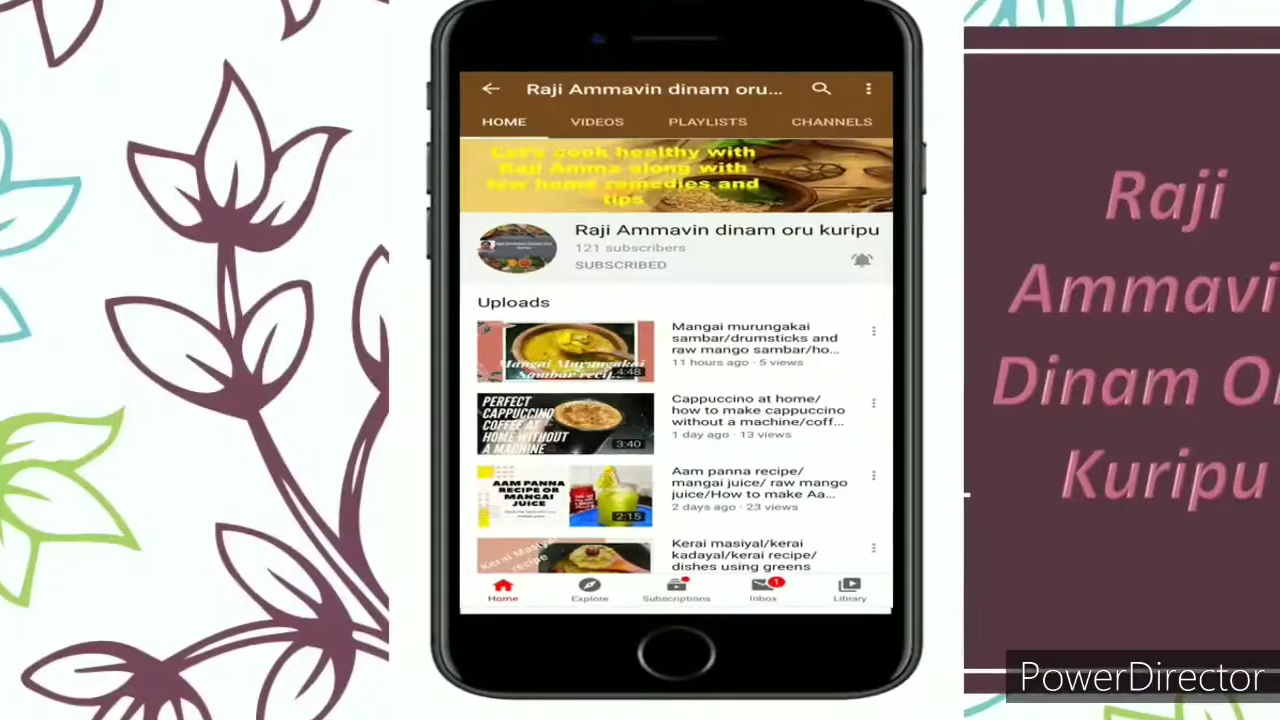 Raji Ammavin dinam oru...
HOME VIDEOS PLAYLISTS CHANNELS
Let's cook healthy with
Raji Amma along with
few home remedies and
tips
Raji Ammavin dinam oru kuripu
121 subscribers
SUBSCRIBED
Uploads
Mangai Murungakai
Sambar reci
4:48
Mangai murungakai
sambar/drumsticks and
raw mango sambar/ho...
11 hours ago · 5 views
PERFECT
CAPPUCCINO
COFFEE AT
HOME WITHOUT
A MACHINE
3:40
Cappuccino at home/
how to make cappuccino
without a machine/coff...
1 day ago · 13 views
AAM PANNA
RECIPE OR
MANGAI
JUICE
2:15
Aam panna recipe/
mangai juice/ raw mango
juice/How to make Aa...
2 days ago · 23 views
Kerai Masiya
recipe
Kerai masiyal/kerai
kadayal/kerai recipe/
dishes using greens
Home Explore Subscriptions 1 Inbox Library
Raji
Ammavi
Dinam Or
Kuripu
PowerDirector